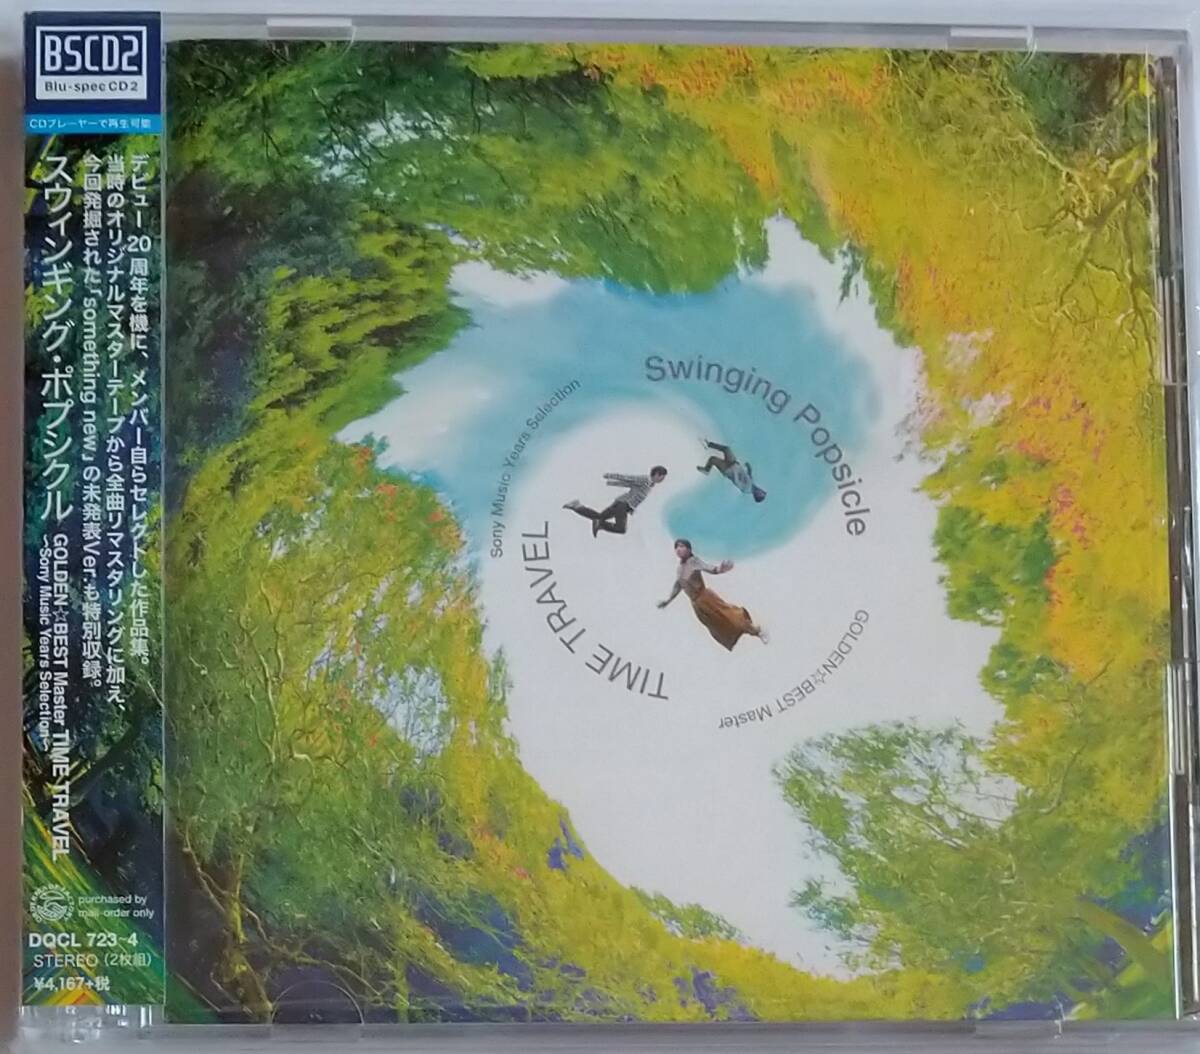 BSCD2
Blu-spec CD2
CDプレーヤーで再生可能
デビュー20周年を機に、メンバー自らセレクトした作品集。
当時のオリジナルマスターテープから全曲リマスタリングに加え、
今回発掘された「something new」の未発表Ver.も特別収録。
スウィンギング・ポプシクル
GOLDEN☆BEST Master TIME TRAVEL
~Sony Music Years Selection~
purchased by
mail-order only
DQCL 723-4
STEREO (2枚組)
¥4,167+税
Swinging Popsicle
Sony Music Years Selection
TIME TRAVEL
GOLDEN☆BEST Master